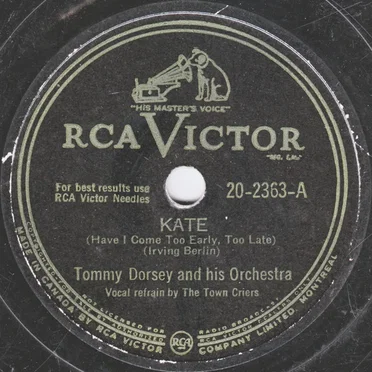 "HIS MASTER'S VOICE"
RCA VICTOR
For best results use
RCA Victor Needles
20-2363-A
KATE
(Have I Come Too Early, Too Late)
(Irving Berlin)
Tommy Dorsey and his Orchestra
Vocal refrain by The Town Criers
MADE IN CANADA BY RCA VICTOR COMPANY LIMITED, MONTREAL
RCA